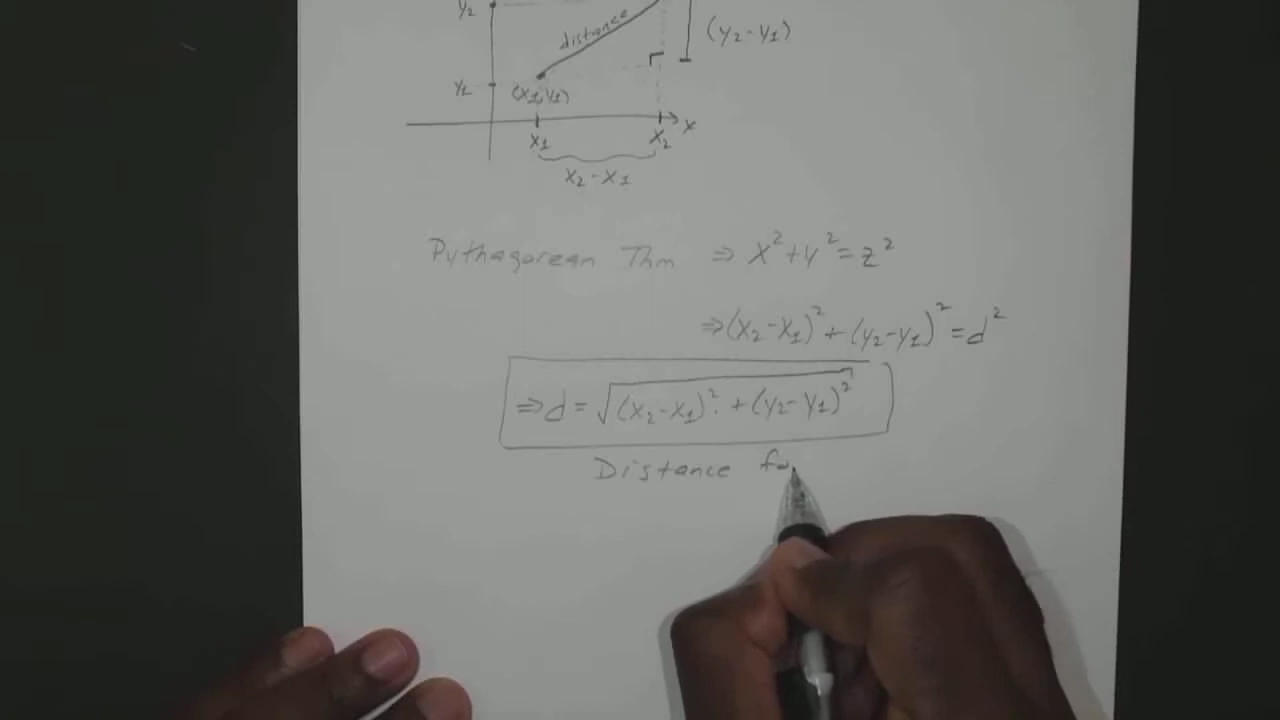 y₂
distance
(y₂-y₁)
y₁
(x₁,y₁)
x
x₁
x₂
x₂-x₁
Pythagorean Thm ⇒ x²+y²=z²
⇒(x₂-x₁)²+(y₂-y₁)²=d²
⇒d=√(x₂-x₁)²+(y₂-y₁)²
Distance fo